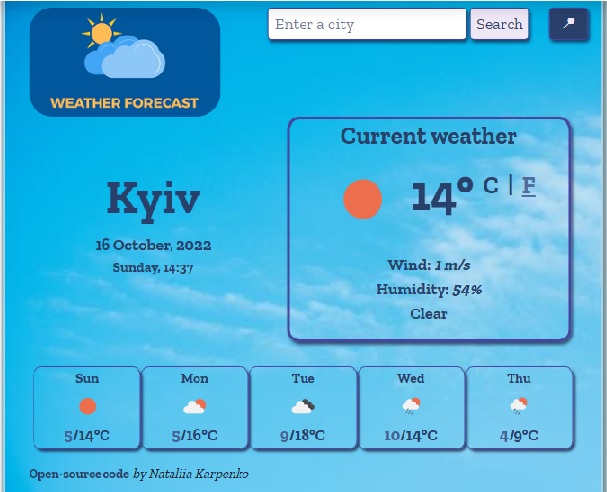 Enter a city
Search
WEATHER FORECAST
Current weather
14° C | F
Kyiv
16 October, 2022
Sunday, 14:37
Wind: 1 m/s
Humidity: 54%
Clear
Sun Mon Tue Wed Thu
5/14°C 5/16°C 9/18°C 10/14°C 4/9°C
Open-source code by Nataliia Karpenko